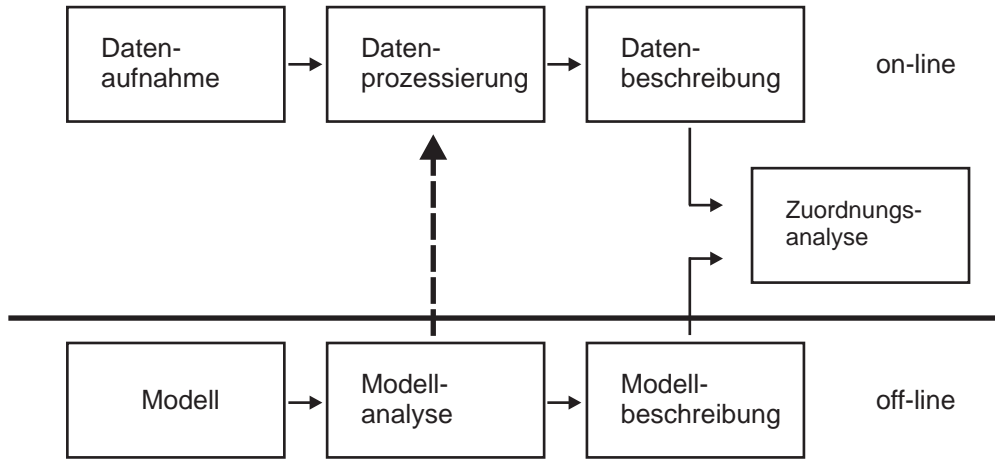 Daten-
aufnahme
Daten-
prozessierung
Daten-
beschreibung
on-line
Zuordnungs-
analyse
Modell
Modell-
analyse
Modell-
beschreibung
off-line